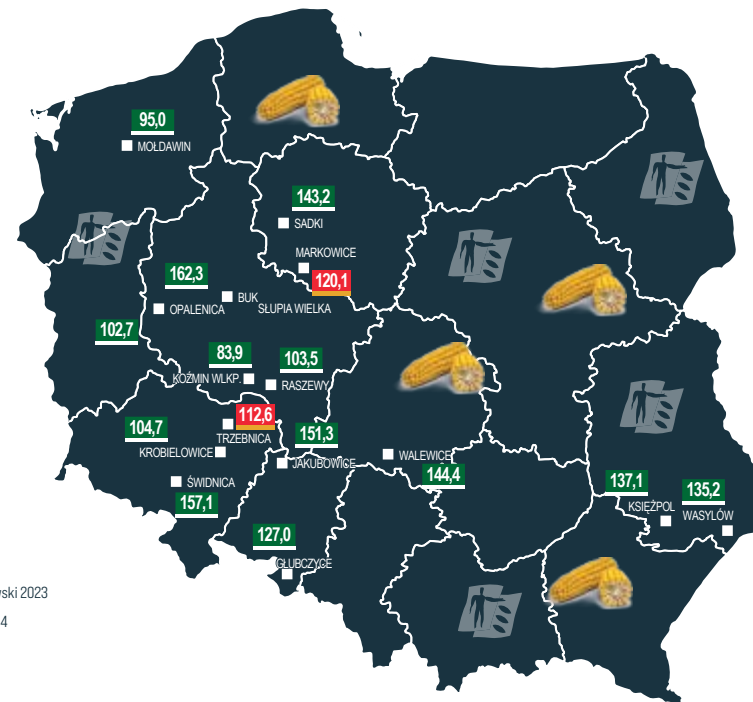 95,0
MOŁDAWIN
143,2
SADKI
MARKOWICE
120,1
162,3
BUK
OPALENICA
SŁUPIA WIELKA
102,7
83,9
103,5
KOŹMIN WLKP.
RASZEWY
112,6
104,7
TRZEBNICA
151,3
KROBIELOWICE
JAKUBOWICE
WALEWICE
144,4
ŚWIDNICA
157,1
137,1
135,2
KSIĘŻPOL
WASYLÓW
127,0
GŁUBCZYCE
ski 2023
4